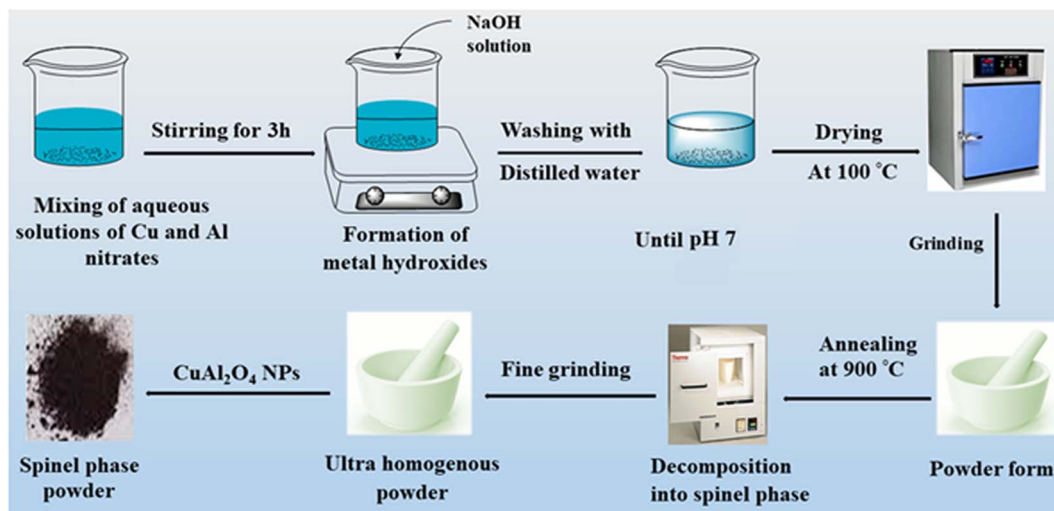 NaOH
solution
Stirring for 3h
Washing with
Distilled water
Drying
At 100 °C
Mixing of aqueous
solutions of Cu and Al
nitrates
Formation of
metal hydroxides
Until pH 7
Grinding
Annealing
at 900 °C
Fine grinding
CuAl₂O₄ NPs
Powder form
Decomposition
into spinel phase
Ultra homogenous
powder
Spinel phase
powder